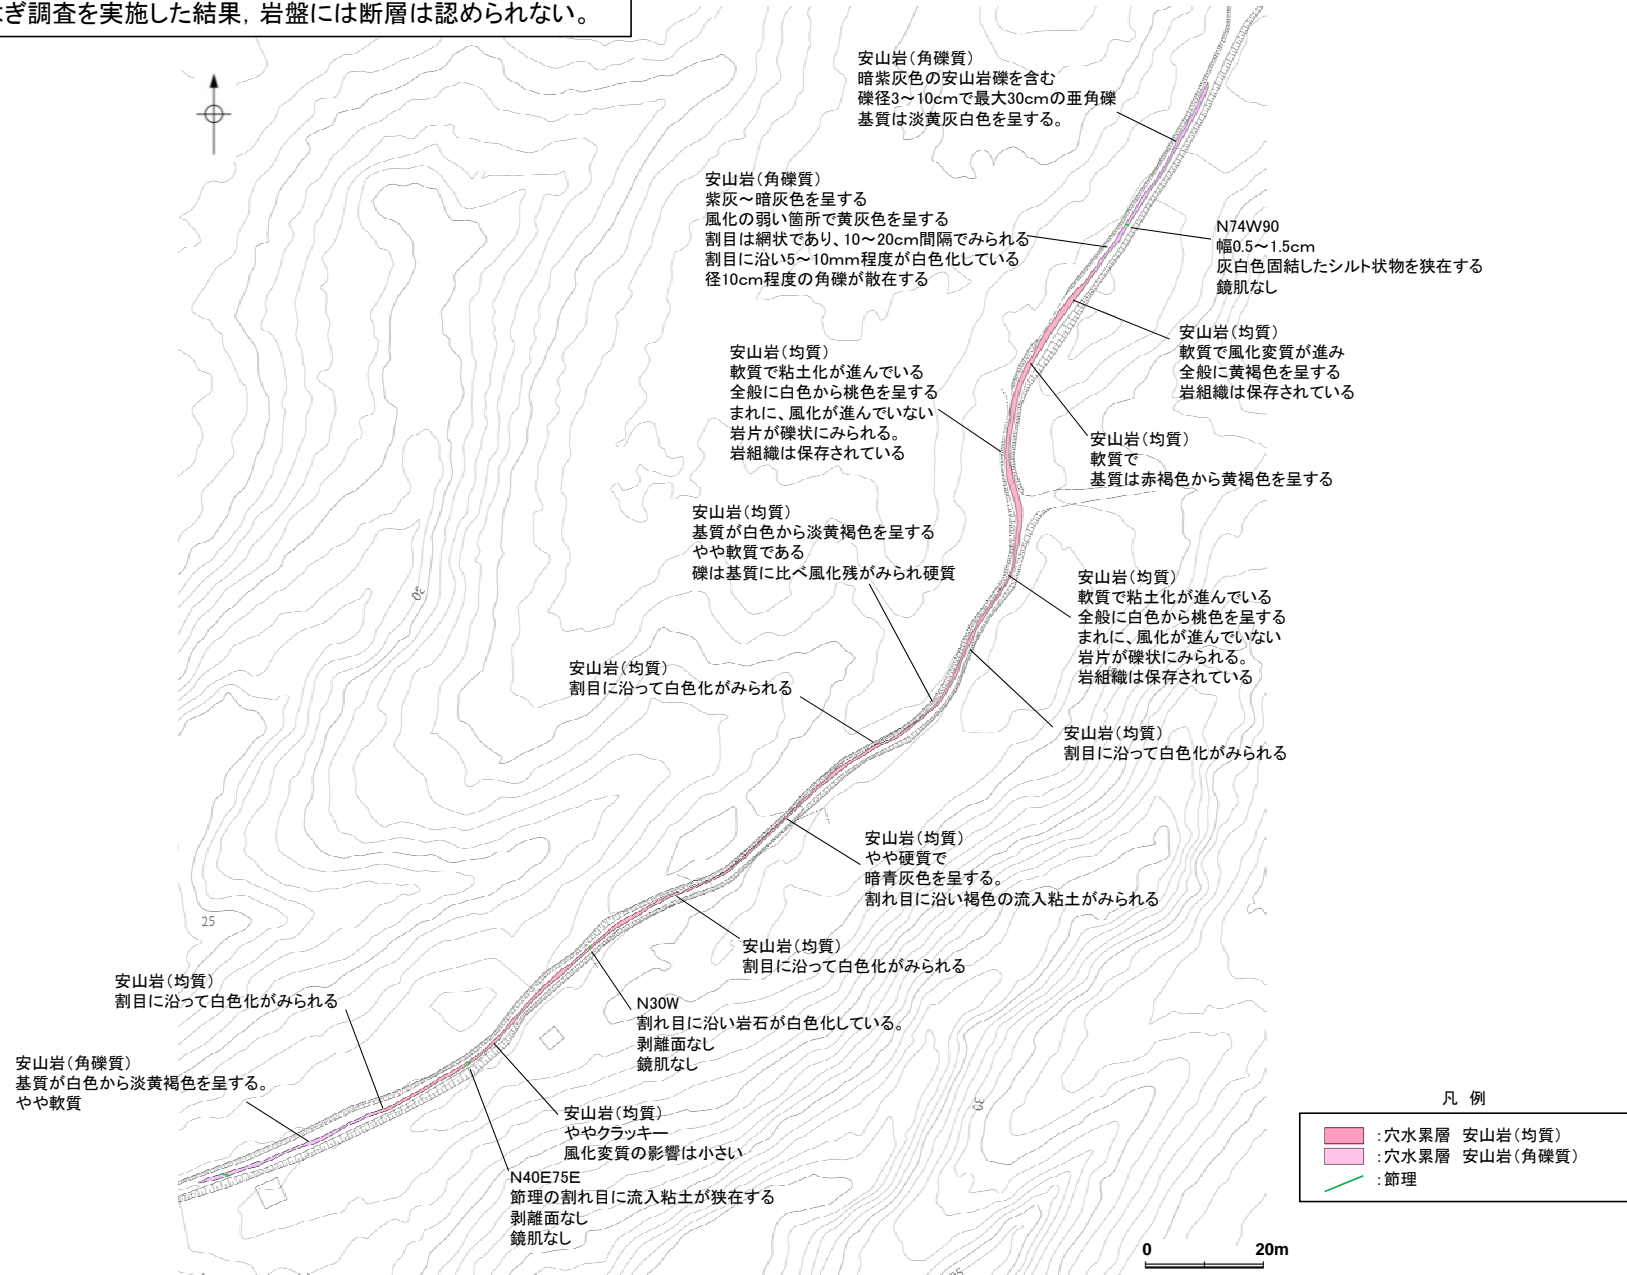 はぎ調査を実施した結果，岩盤には断層は認められない。
安山岩（角礫質）
暗紫灰色の安山岩礫を含む
礫径3～10cmで最大30cmの亜角礫
基質は淡黄灰白色を呈する。
安山岩（角礫質）
紫灰～暗灰色を呈する
風化の弱い箇所で黄灰色を呈する
割目は網状であり、10～20cm間隔でみられる
割目に沿い5～10mm程度が白色化している
径10cm程度の角礫が散在する
N74W90
幅0.5～1.5cm
灰白色固結したシルト状物を狭在する
鏡肌なし
安山岩（均質）
軟質で風化変質が進み
全般に黄褐色を呈する
岩組織は保存されている
安山岩（均質）
軟質で粘土化が進んでいる
全般に白色から桃色を呈する
まれに、風化が進んでいない
岩片が礫状にみられる。
岩組織は保存されている
安山岩（均質）
軟質で
基質は赤褐色から黄褐色を呈する
安山岩（均質）
基質が白色から淡黄褐色を呈する
やや軟質である
礫は基質に比べ風化残がみられ硬質
安山岩（均質）
軟質で粘土化が進んでいる
全般に白色から桃色を呈する
まれに、風化が進んでいない
岩片が礫状にみられる。
岩組織は保存されている
30
安山岩（均質）
割目に沿って白色化がみられる
安山岩（均質）
割目に沿って白色化がみられる
安山岩（均質）
やや硬質で
暗青灰色を呈する。
割れ目に沿い褐色の流入粘土がみられる
25
安山岩（均質）
割目に沿って白色化がみられる
安山岩（均質）
割目に沿って白色化がみられる
N30W
割れ目に沿い岩石が白色化している。
剥離面なし
鏡肌なし
安山岩（角礫質）
基質が白色から淡黄褐色を呈する。
やや軟質
安山岩（均質）
ややクラッキー
風化変質の影響は小さい
N40E75E
節理の割れ目に流入粘土が狭在する
剥離面なし
鏡肌なし
30
凡 例
：穴水累層 安山岩（均質）
：穴水累層 安山岩（角礫質）
：節理
0 20m